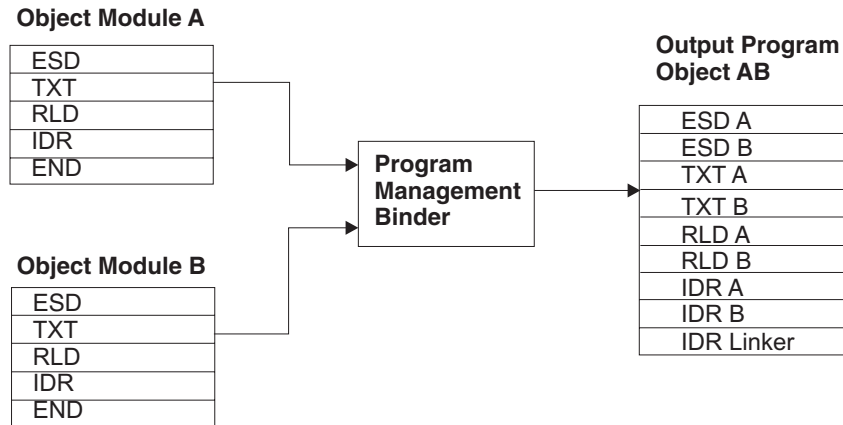 Object Module A
ESD
TXT
RLD
IDR
END
Object Module B
ESD
TXT
RLD
IDR
END
Program
Management
Binder
Output Program
Object AB
ESD A
ESD B
TXT A
TXT B
RLD A
RLD B
IDR A
IDR B
IDR Linker